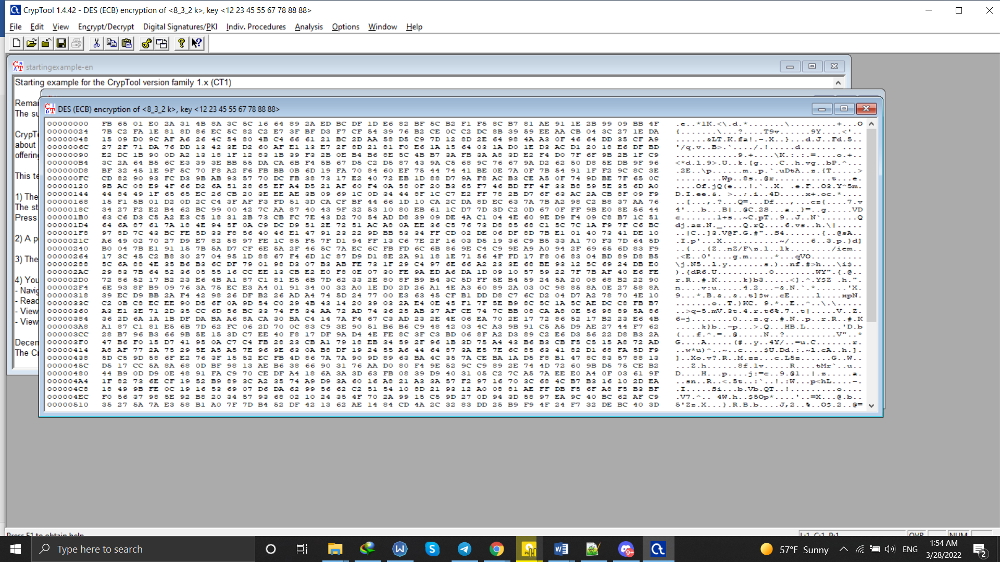 CrypTool 1.4.42 - DES (ECB) encryption of <8_3_2 k>, key <12 23 45 55 67 78 88 88>
File Edit View Encrypt/Decrypt Digital Signatures/PKI Indiv. Procedures Analysis Options Window Help
startingexample-en
Starting example for the CrypTool version family 1.x (CT1)
Remar
The su
CrypTo
about
offering
This te
1) The
The st
Press
2) A p
3) The
4) You
- Navig
- Read
- View
- View
Decem
The Cr
DES (ECB) encryption of <8_3_2 k>, key <12 23 45 55 67 78 88 88>
00000000 FB 65 01 E0 2A 31 4B 8A 3C 5C 16 64 89 2A ED BC DF 1D E6 82 BF 5C B2 F1 F5 8C B7 81 AE 91 1E 2B 99 09 BB 4F .e..*1K.<\.d.*.......\.........+...O
00000024 7B C2 FA 1E 81 8D 86 EC 5C 82 C2 E7 3F BF D3 F7 CF 54 39 76 B2 CE 0C C2 DC 8B 39 59 EE AA CB 04 3C 27 1E DA {.......\...?....T9v......9Y....<'..
00000048 15 09 D0 9C AF A6 26 4C 54 80 4B C4 66 61 21 BC 2D AA 58 D5 C9 7D 12 8D 2E 64 98 4A A3 0F 46 64 DD 35 CF A9 ......&LT.K.fa!.-.X..}...d.J..Fd.5..
0000006C 27 2F 71 DA 76 DD 13 42 3E D2 60 AF E1 13 E7 2F 8D 21 81 F0 E6 1A 15 64 03 1A D0 1E D3 AC D1 20 18 E6 DF BD '/q.v..B>.`..../.!.....d....... ....
00000090 E2 DC 1B 90 0D A2 13 18 1F 12 83 1B 39 F3 2B 0E B4 B6 8E 5C 4B B7 3A FB 3A A8 3D E2 F4 D0 7F 6F 9B 2B 1F C9 ............9.+....\K.:.:.=....o.+..
000000B4 3C 2A 64 B5 6C E3 39 3E BB 55 DA CA 6B F4 5B 67 D5 C2 D5 87 43 9A C5 68 9C 76 67 9A D2 62 50 D8 5E DB 9F 96 <*d.l.9>.U..k.[g....C..h.vg..bP.^...
000000D8 BF 32 45 1E 9F 5C 70 F8 A2 F6 FB BB 0B 6D 19 FA 70 84 60 EF 75 44 74 41 BE 0E 7A 0F 7B 54 91 1F F2 9C 8C 3E .2E..\p......m..p.`.uDtA..z.{T.....>
000000FC CD 82 90 93 FC D3 9B AB 93 57 70 DC FB 38 73 17 E2 40 72 EB 1D 88 D7 9A F8 AC B3 CE A5 0F 74 9D BE 7F 65 0C .........Wp..8s..@r...........t...e.
00000120 9B AC 08 E9 4F 66 D2 6A 51 28 65 EF A4 D5 21 AF 60 F4 0A 58 0F 20 B3 65 F7 46 BD FF 4F 33 B8 59 5E 35 6D A0 ....Of.jQ(e...!.`..X. .e.F..O3.Y^5m.
00000144 44 84 49 1F 65 65 EC 26 CB 20 3E EE AE 3B 09 69 1C 0D 34 44 8F 1C C7 E2 FF 78 2B D7 6F 63 AC 2A CA 8B 8F 09 F9 D.I.ee.&. >..;.i..4D.....x+.oc.*....
00000168 15 F1 5B 01 D2 0D 2C C4 3F AF F3 FD 51 3D CA CF BF 44 66 1D 10 CA 2C DA 8D EC 63 7A 7B A2 98 C2 B8 37 AA 76 ..[...,.?...Q=...Df...,...cz{....7.v
0000018C 34 27 F2 E2 B4 62 BC 99 00 42 7C AA 87 40 43 9F 32 53 10 80 EB 61 1C D7 7D 3D C2 0D 67 0F FF 9B E0 8E 56 44 4'...b...B|..@C.2S...a..}=..g.....VD
000001B0 63 C6 D3 C5 A2 E3 C5 18 31 2B 73 CB FC 7E 43 D2 70 54 AD D8 39 09 DE 4A C1 04 4E 60 9E D9 F4 09 C8 B7 1C 51 c.......1+s..~C.pT..9..J..N`.......Q
000001D4 64 6A 87 61 7A 18 4E 94 5F 0A C9 DC D9 51 2E 72 51 AC A8 0A EE 36 C5 76 73 D8 85 68 C1 5C 7C 1A F9 7F C6 BC dj.az.N._....Q.rQ....6.vs..h.\|.....
000001F8 97 8D 7C 43 BC FE 5D 33 F8 56 40 46 E1 47 91 23 22 9D BB 53 34 FF CD 02 DE 06 DF 8D 7B E1 01 40 73 41 DE 10 ..|C..]3.V@F.G.#"..S4.......{..@sA..
0000021C A6 49 02 70 27 D9 E7 82 58 97 FE 1C 85 F5 7F D1 94 FF 13 C6 7E 2F 16 03 D5 19 36 C9 B5 33 A1 70 F3 7D 64 5D .I.p'...X...........~/....6..3.p.}d]
00000240 B0 04 7B E1 91 15 7B 5A D7 CF 6E 5A 2F 46 5C 7A EC 6C FB FD 6C 6B 86 9E C4 C9 9E A9 A0 94 2F 69 65 6D 83 F9 ..{...{Z..nZ/F\z.l..lk......../iem..
00000264 17 3C 45 C2 B8 30 27 04 95 1D 88 67 F4 6D 1C 87 D9 D1 8E 2A 91 18 1E 71 56 4F FD 17 F8 06 83 04 BD 89 D8 B5 .<E..0'....g.m.....*...qVO..........
00000288 5C 6A 88 4E 35 B6 B3 6C DF 79 01 98 D3 07 B3 AB FE 73 1F 29 C4 97 6E 66 A2 23 3E 68 BE 93 12 5C 69 24 DB E0 \j.N5..l.y.......s.)..nf.#>h...\i$..
000002AC 29 83 7B 64 52 36 05 55 16 CC EE 13 CB E2 E0 F8 0E 07 30 FE 9A ED A6 DA 1D 09 10 57 59 22 7F 7B AF 40 E6 FE ).{dR6.U..........0........WY".{.@..
000002D0 72 86 52 17 B2 23 E6 4B A1 87 C1 81 E5 6B 7D 62 33 2E 80 8F B9 B4 3C 5D FF 5E B4 59 24 5A 20 08 68 B2 22 90 r.R..#.K.....k}b3.....<].^.Y$Z .h.".
000002F4 6E 93 8F B9 09 76 3A 75 EC E3 A4 01 91 34 00 32 A0 1E D0 2D 26 A1 4E A3 60 89 2A 03 0C 98 85 8A 0E 27 58 8A n....v:u.....4.2...-&.N.`.*......'X.
00000318 39 EC D9 BB 2A F4 42 98 26 DF B2 26 AD A4 74 5D 24 77 00 E3 63 45 CF B1 DD D8 C7 6C D2 04 D7 A2 78 70 4E 10 9...*.B.&..&..t]$w..cE.....l....xpN.
0000033C C2 0B C8 EC EE 90 D5 6F 0A 9D 54 C0 29 4B 43 14 20 39 03 2A E4 0E 45 F1 7F 5E B9 8C 5C 1A 5C AE DC C8 FB B7 .......o..T.)KC. 9.*..E..^..\.\.....
00000360 A3 E1 3E 71 2D 35 CC 6D 56 BC 33 74 F5 34 AA 72 AD 74 36 25 AB 37 AF CE 74 7C BB 08 CA A8 0E 56 98 89 5A 86 ..>q-5.mV.3t.4.r.t6%.7..t|.....V..Z.
00000384 36 2D 6A 1A 1B DF DA BA A6 8A CA 30 BA C4 14 7A F4 67 C3 AD 23 2E 4E 06 EA 70 2E 17 72 86 52 17 B2 23 E6 4B 6-j........0...z.g..#.N..p..r.R..#.K
000003A8 A1 87 C1 81 E5 6B 7D 62 FC 06 2D 70 0C 83 C9 3E 90 51 B6 B6 C9 48 42 03 4C A3 9B 91 C5 A5 D9 AE 27 44 F7 62 .....k}b..-p...>.Q...HB.L.......'D.b
000003CC 28 B7 96 B3 66 9B 5E 15 3D C7 EE 40 F8 17 DF 9A D4 4E FE 8C 3F C3 BD 06 8F A2 D3 89 C2 E6 D3 56 22 D8 B3 2A (...f.^.=..@.....N..?..........V"..*
000003F0 47 B6 F0 15 D7 41 95 0A C7 C4 FB 28 23 CB A1 79 18 EB 34 59 2F 96 1B 3D 75 A4 43 B6 B3 CB F5 C5 15 A8 72 AD G....A.....(#..y..4Y/..=u.C.......r.
00000414 A8 AF 77 2A 75 29 5E A5 A5 7E 96 9E 63 0A B8 DF 19 24 55 A6 44 64 87 3A E5 7E 6C 85 63 41 82 D1 68 FA 5D F9 ..w*u)^..~..c....$U.Dd.:.~l.cA..h.].
00000438 5D C5 9D 58 6F E2 76 3F 15 52 EC FB 4D 86 7A 7A 90 9D 89 63 BA 4C 35 7A CE BA 1A D5 F8 B1 47 8C 83 57 88 13 ]..Xo.v?.R..M.zz...c.L5z......G..W..
0000045C D5 17 CC 5A 8A 68 0D BF 98 13 AE B6 38 66 90 31 76 AA D0 80 F4 9E 52 9C C9 89 2E 74 4D 72 60 9B D5 75 CE B2 ...Z.h......8f.1v.....R....tMr`..u..
00000480 44 B9 0D D9 0E 48 91 FA C9 70 CE DF A4 18 6A 3A 3D 63 FB 08 39 D9 40 31 05 C2 7C A5 7A EE E0 A4 0F 03 61 9F D....H...p....j:=c..9.@1..|.z.....a.
000004A4 1F 82 73 6E CF 19 52 B9 89 3C A2 35 74 A9 D9 3A 60 16 A8 21 A3 3A 57 F2 97 16 70 3C 68 4C B7 B3 16 10 2D EA ..sn..R..<.5t..:`..!.:W...p<hL....-.
000004C8 18 49 9B FE 0C 19 16 53 69 07 D6 DA 62 99 56 62 C2 51 54 10 8D 21 93 12 A0 08 81 AE FF DB F5 6F A8 F5 B3 BF .I.....Si...b.Vb.QT..!.........o....
000004EC F0 56 37 98 5E 92 B8 20 34 57 93 68 02 10 24 35 4F 70 2A 99 15 C5 9D 27 0D 94 3D 58 97 EA 9C 40 BC 62 AF C9 .V7.^.. 4W.h..$5Op*....'..=X...@.b..
00000510 35 27 5A 7A E3 58 B1 A0 7F 7D B4 52 DF 42 13 62 AE 14 84 CD 4A 2C 32 83 DD 25 B9 F9 4F 24 F7 32 DE BC 40 3D 5'Zz.X...}.R.B.b....J,2..%..O$.2..@=
Press F1 to obtain help.
L:1 C:1 P:1 OVR NUM
Type here to search
9+
57°F Sunny
ENG
1:54 AM
3/28/2022
2